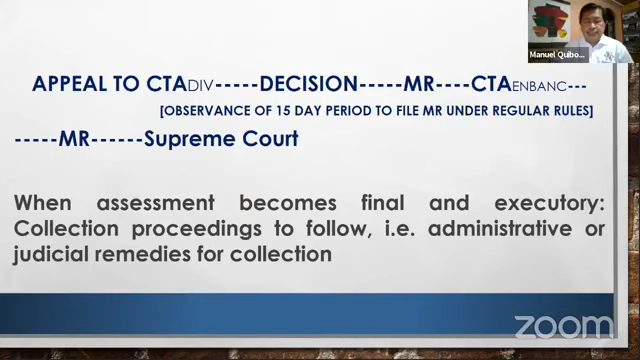 Manuel Quibo...
APPEAL TO CTADIV-----DECISION-----MR----CTAENBANC---
[OBSERVANCE OF 15 DAY PERIOD TO FILE MR UNDER REGULAR RULES]
-----MR------Supreme Court
When assessment becomes final and executory:
Collection proceedings to follow, i.e. administrative or
judicial remedies for collection
zoom